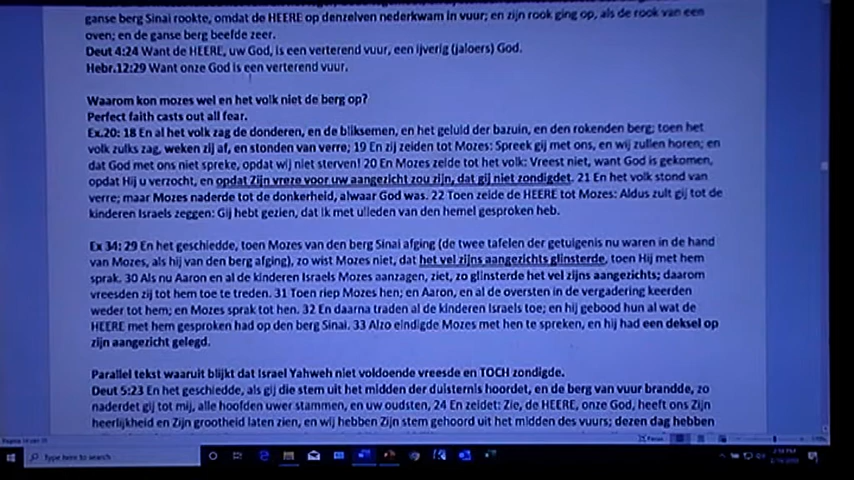 ganse berg Sinai rookte, omdat de HEERE op denzelven nederkwam in vuur; en zijn rook ging op, als de rook van een
oven; en de ganse berg beefde zeer.
Deut 4:24 Want de HEERE, uw God, is een verterend vuur, een ijverig (jaloers) God.
Hebr.12:29 Want onze God is een verterend vuur.
Waarom kon mozes wel en het volk niet de berg op?
Perfect faith casts out all fear.
Ex.20: 18 En al het volk zag de donderen, en de bliksemen, en het geluid der bazuin, en den rokenden berg; toen het
volk zulks zag, weken zij af, en stonden van verre; 19 En zij zeiden tot Mozes: Spreek gij met ons, en wij zullen horen; en
dat God met ons niet spreke, opdat wij niet sterven! 20 En Mozes zeide tot het volk: Vreest niet, want God is gekomen,
opdat Hij u verzocht, en opdat Zijn vreze voor uw aangezicht zou zijn, dat gij niet zondigdet. 21 En het volk stond van
verre; maar Mozes naderde tot de donkerheid, alwaar God was. 22 Toen zeide de HEERE tot Mozes: Aldus zult gij tot de
kinderen Israels zeggen: Gij hebt gezien, dat Ik met ulieden van den hemel gesproken heb.
Ex 34: 29 En het geschiedde, toen Mozes van den berg Sinai afging (de twee tafelen der getuigenis nu waren in de hand
van Mozes, als hij van den berg afging), zo wist Mozes niet, dat het vel zijns aangezichts glinsterde, toen Hij met hem
sprak. 30 Als nu Aaron en al de kinderen Israels Mozes aanzagen, ziet, zo glinsterde het vel zijns aangezichts; daarom
vreesden zij tot hem toe te treden. 31 Toen riep Mozes hen; en Aaron, en al de oversten in de vergadering keerden
weder tot hem; en Mozes sprak tot hen. 32 En daarna traden al de kinderen Israels toe; en hij gebood hun al wat de
HEERE met hem gesproken had op den berg Sinai. 33 Alzo eindigde Mozes met hen te spreken, en hij had een deksel op
zijn aangezicht gelegd.
Parallel tekst waaruit blijkt dat Israel Yahweh niet voldoende vreesde en TOCH zondigde.
Deut 5:23 En het geschiedde, als gij die stem uit het midden der duisternis hoordet, en de berg van vuur brandde, zo
naderdet gij tot mij, alle hoofden uwer stammen, en uw oudsten, 24 En zeidet: Zie, de HEERE, onze God, heeft ons Zijn
heerlijkheid en Zijn grootheid laten zien, en wij hebben Zijn stem gehoord uit het midden des vuurs; dezen dag hebben
Focus
Type here to search